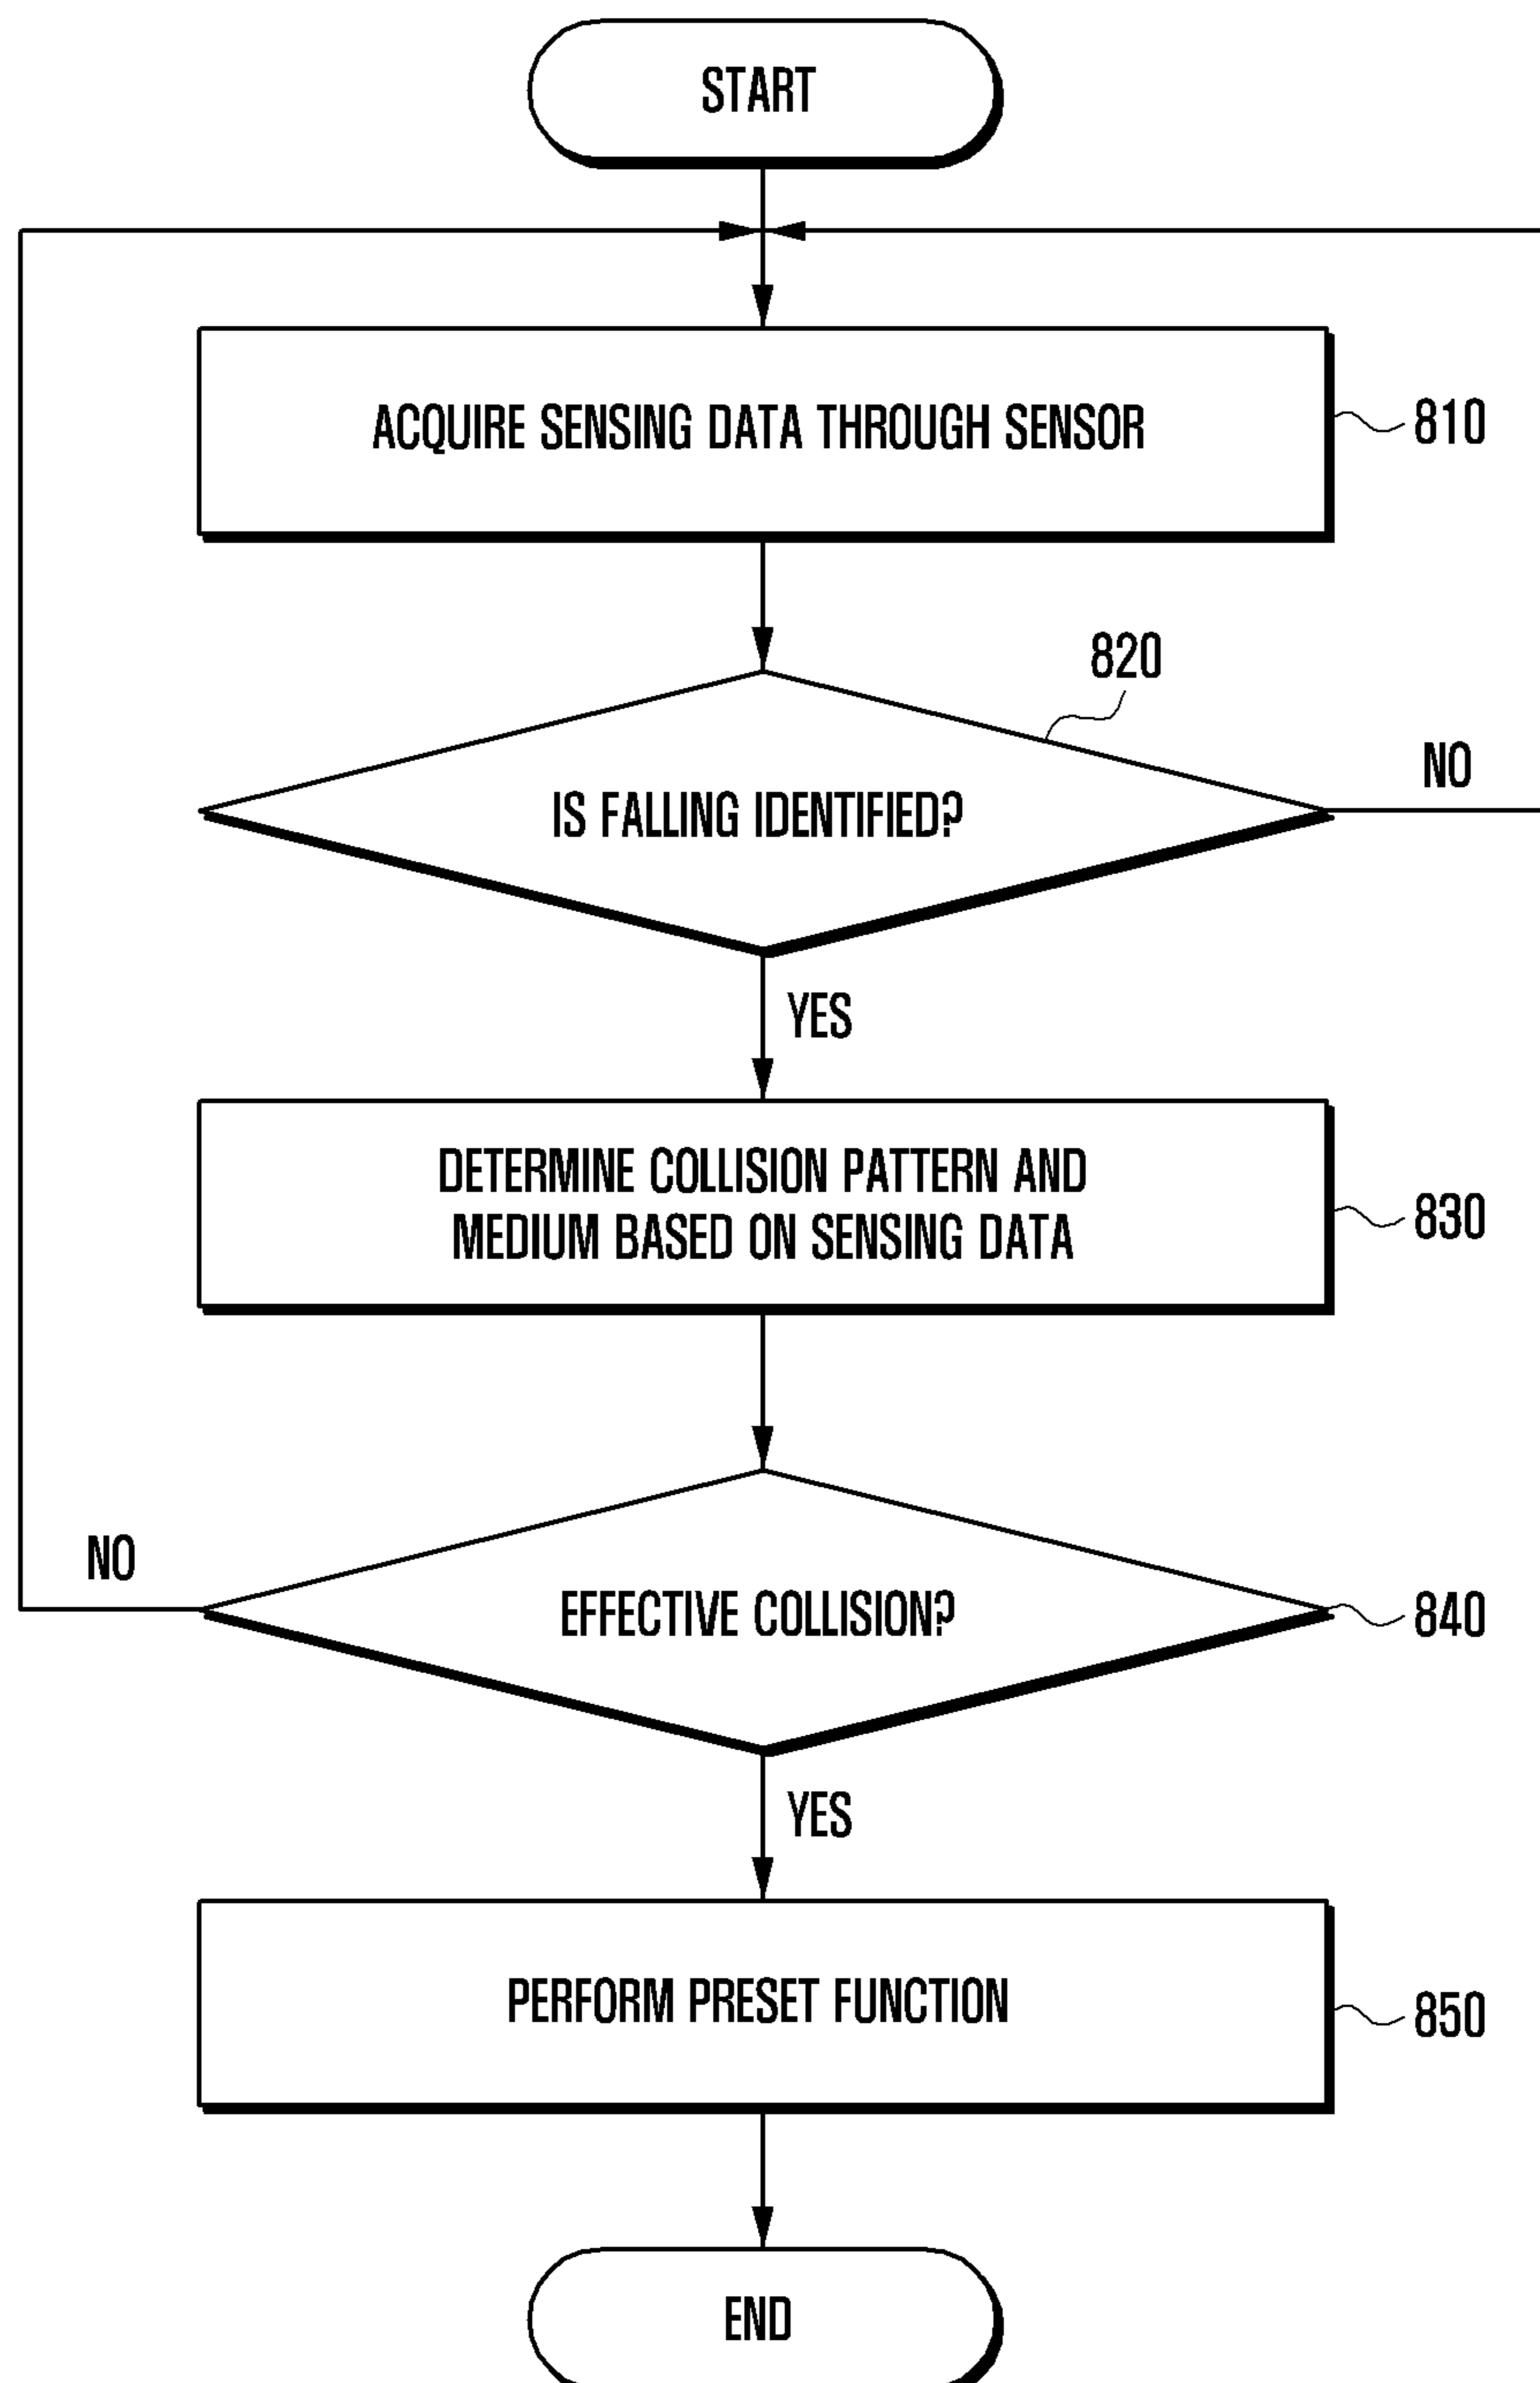 START
ACQUIRE SENSING DATA THROUGH SENSOR
810
820
IS FALLING IDENTIFIED?
NO
YES
DETERMINE COLLISION PATTERN AND
MEDIUM BASED ON SENSING DATA
830
NO
EFFECTIVE COLLISION?
840
YES
PERFORM PRESET FUNCTION
850
END